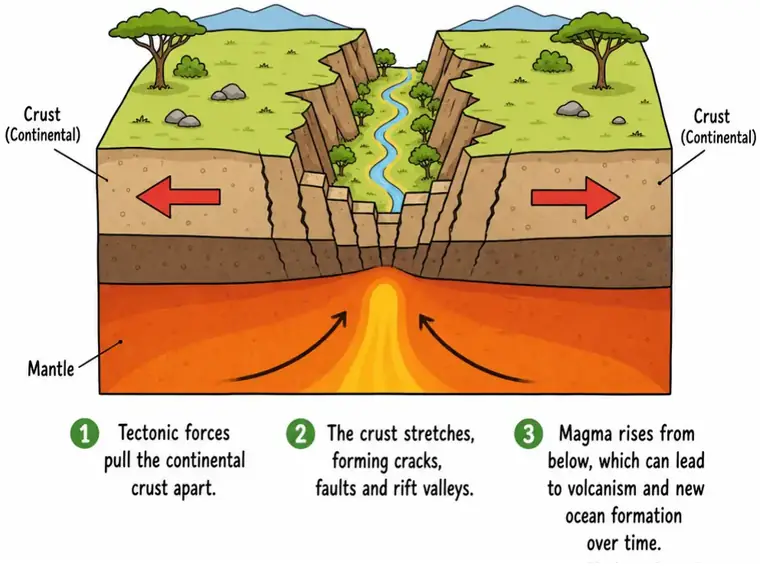 Crust
(Continental)
Crust
(Continental)
Mantle
1 Tectonic forces
pull the continental
crust apart.
2 The crust stretches,
forming cracks,
faults and rift valleys.
3 Magma rises from
below, which can lead
to volcanism and new
ocean formation
over time.